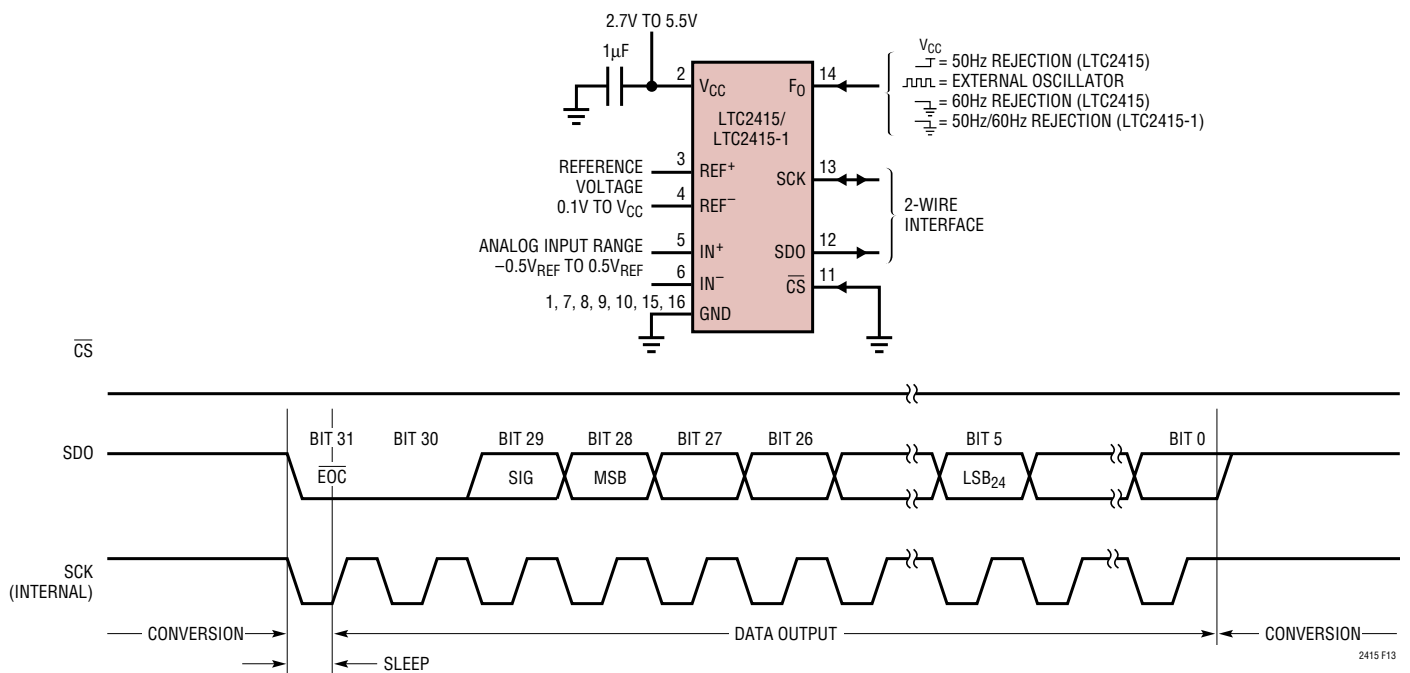 2.7V TO 5.5V
1µF
2
VCC
14
FO
VCC
= 50Hz REJECTION (LTC2415)
= EXTERNAL OSCILLATOR
= 60Hz REJECTION (LTC2415)
= 50Hz/60Hz REJECTION (LTC2415-1)
LTC2415/
LTC2415-1
REFERENCE
VOLTAGE
0.1V TO VCC
3
REF+
4
REF−
SCK
13
2-WIRE
INTERFACE
ANALOG INPUT RANGE
−0.5VREF TO 0.5VREF
5
IN+
6
IN−
SDO
12
CS
11
1, 7, 8, 9, 10, 15, 16
GND
CS
SDO
BIT 31
BIT 30
BIT 29
BIT 28
BIT 27
BIT 26
BIT 5
BIT 0
EOC
SIG
MSB
LSB24
SCK
(INTERNAL)
CONVERSION
DATA OUTPUT
CONVERSION
SLEEP
2415 F13